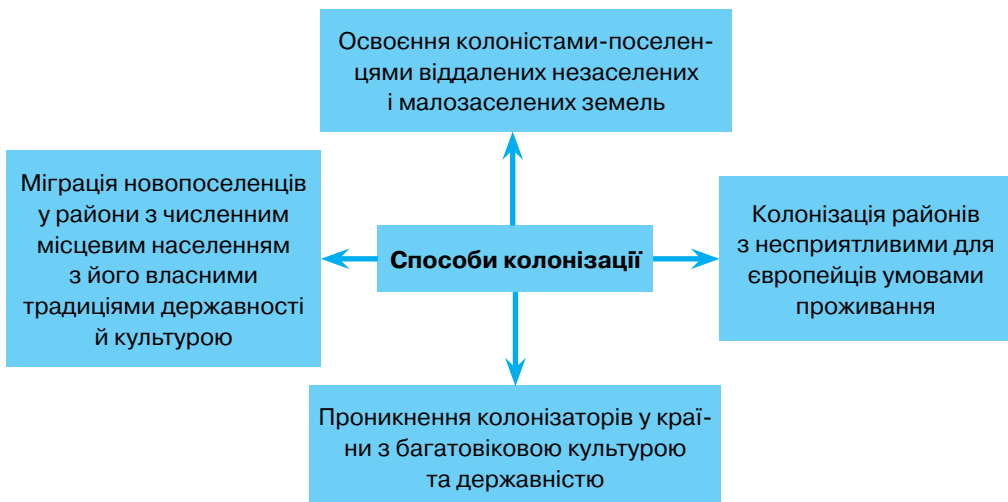 Освоєння колоністами-поселен-
цями віддалених незаселених
і малозаселених земель
Міграція новопоселенців
у райони з численним
місцевим населенням
з його власними
традиціями державності
й культурою
Способи колонізації
Колонізація районів
з несприятливими для
європейців умовами
проживання
Проникнення колонізаторів у краї-
ни з багатовіковою культурою
та державністю